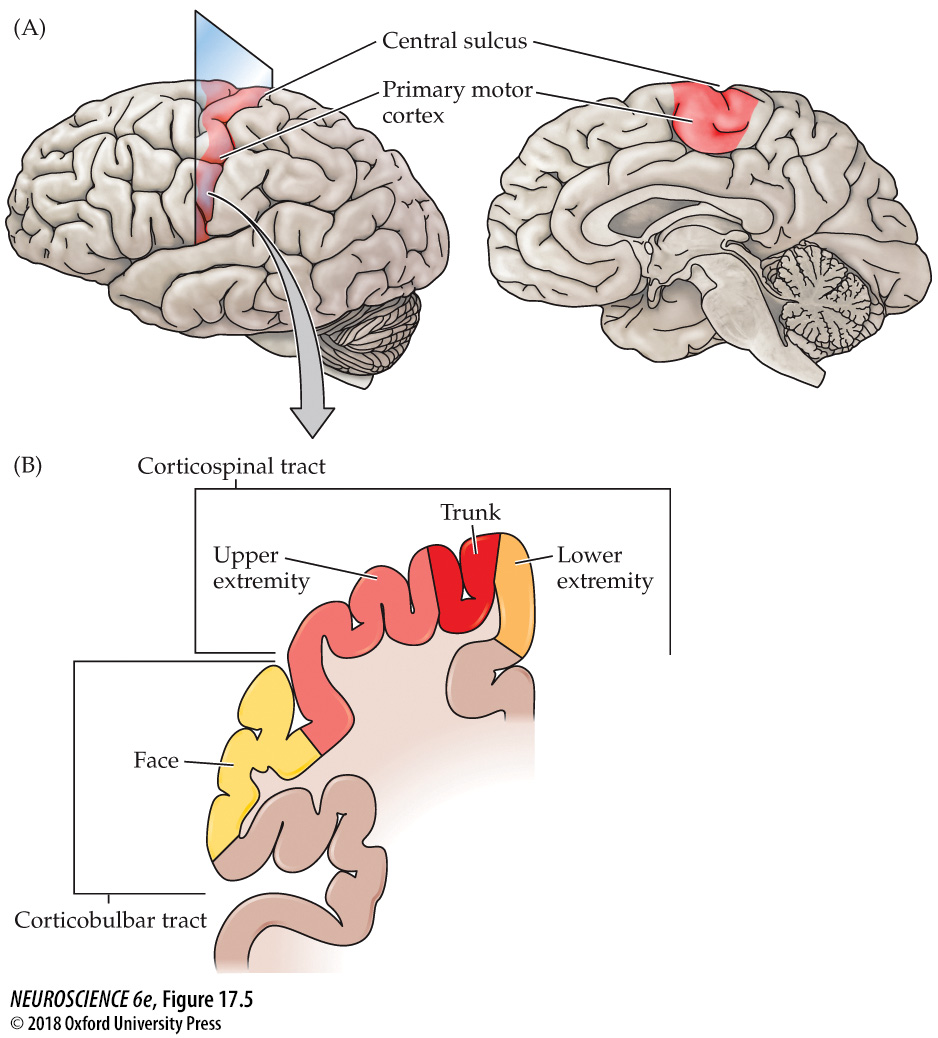 (A)
Central sulcus
Primary motor
cortex
(B)
Corticospinal tract
Trunk
Upper
extremity
Lower
extremity
Face
Corticobulbar tract
NEUROSCIENCE 6e, Figure 17.5
© 2018 Oxford University Press